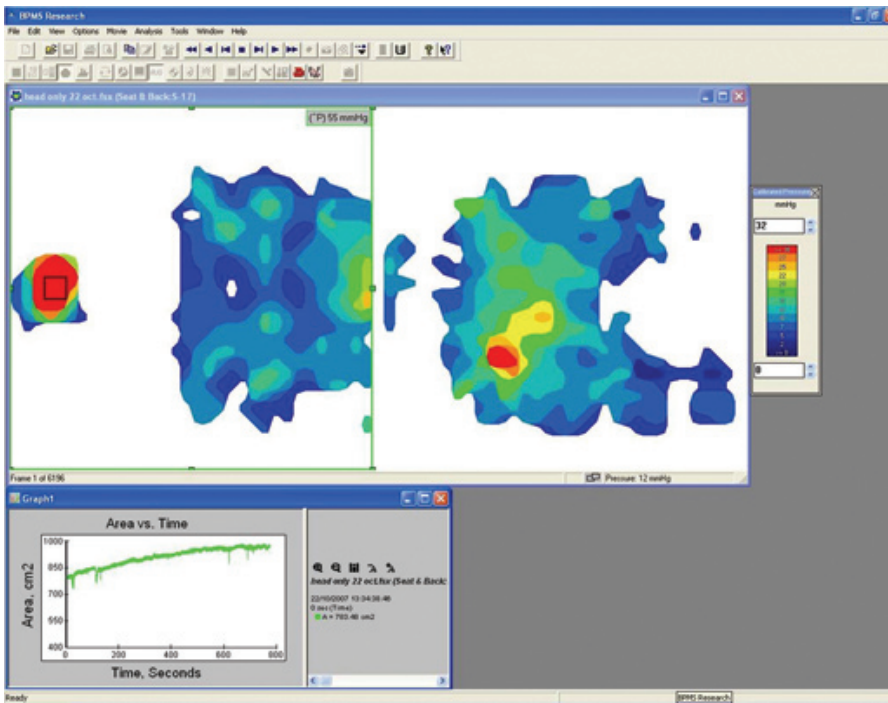 BPMS Research
File Edit View Options Movie Analysis Tools Window Help
head only 22 oct.fsx (Seat & Back:S-17)
(^P) 55 mmHg
Calibrated Pressure
mmHg
32
0
Frame 1 of 6196
Pressure: 12 mmHg
Graph1
Area vs. Time
Area, cm2
1000
850
700
550
400
0 200 400 600 800
Time, Seconds
head only 22 oct.fsx (Seat & Back:
22/10/2007 13:34:38:46
0 sec (Time)
A = 783.46 cm2
Ready
BPMS Research